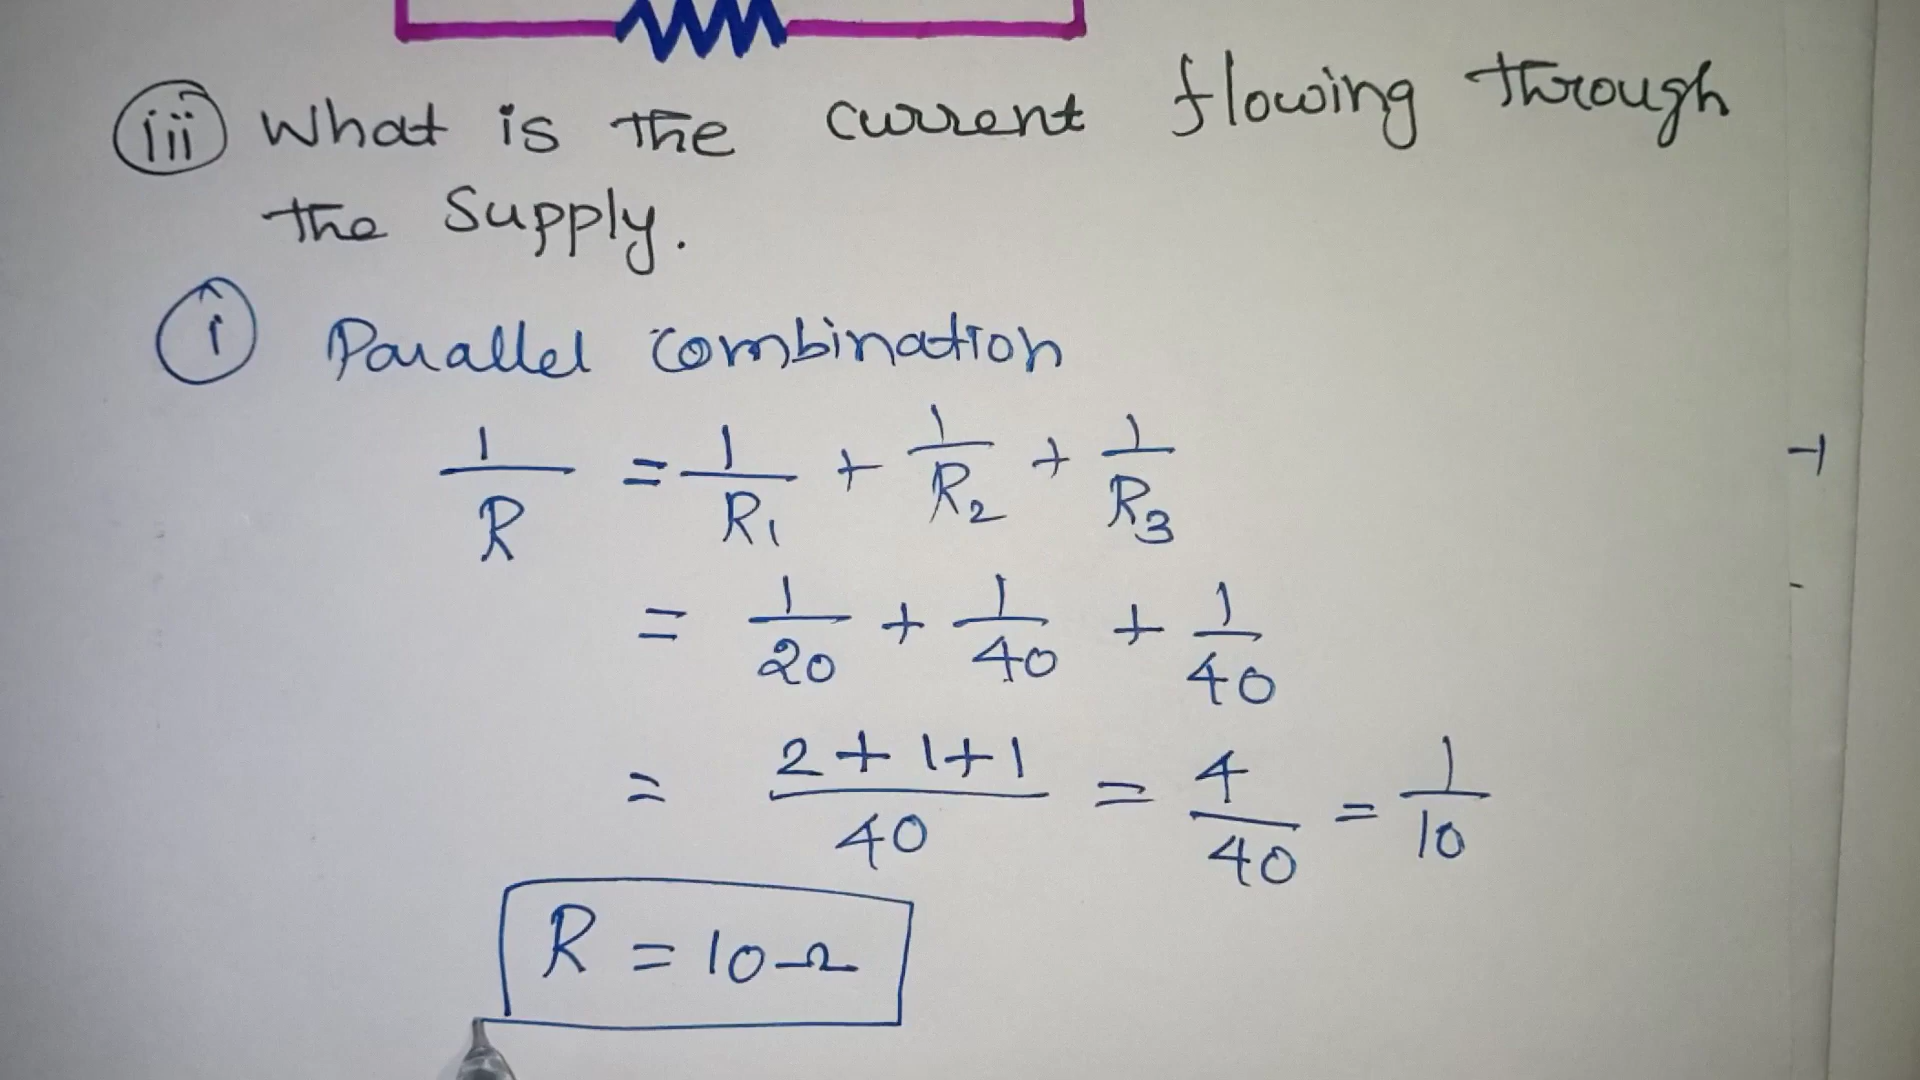 (iii) What is the current flowing through
the Supply.
(i) Parallel combination
1/R = 1/R1 + 1/R2 + 1/R3
= 1/20 + 1/40 + 1/40
= 2+1+1/40 = 4/40 = 1/10
R = 10Ω